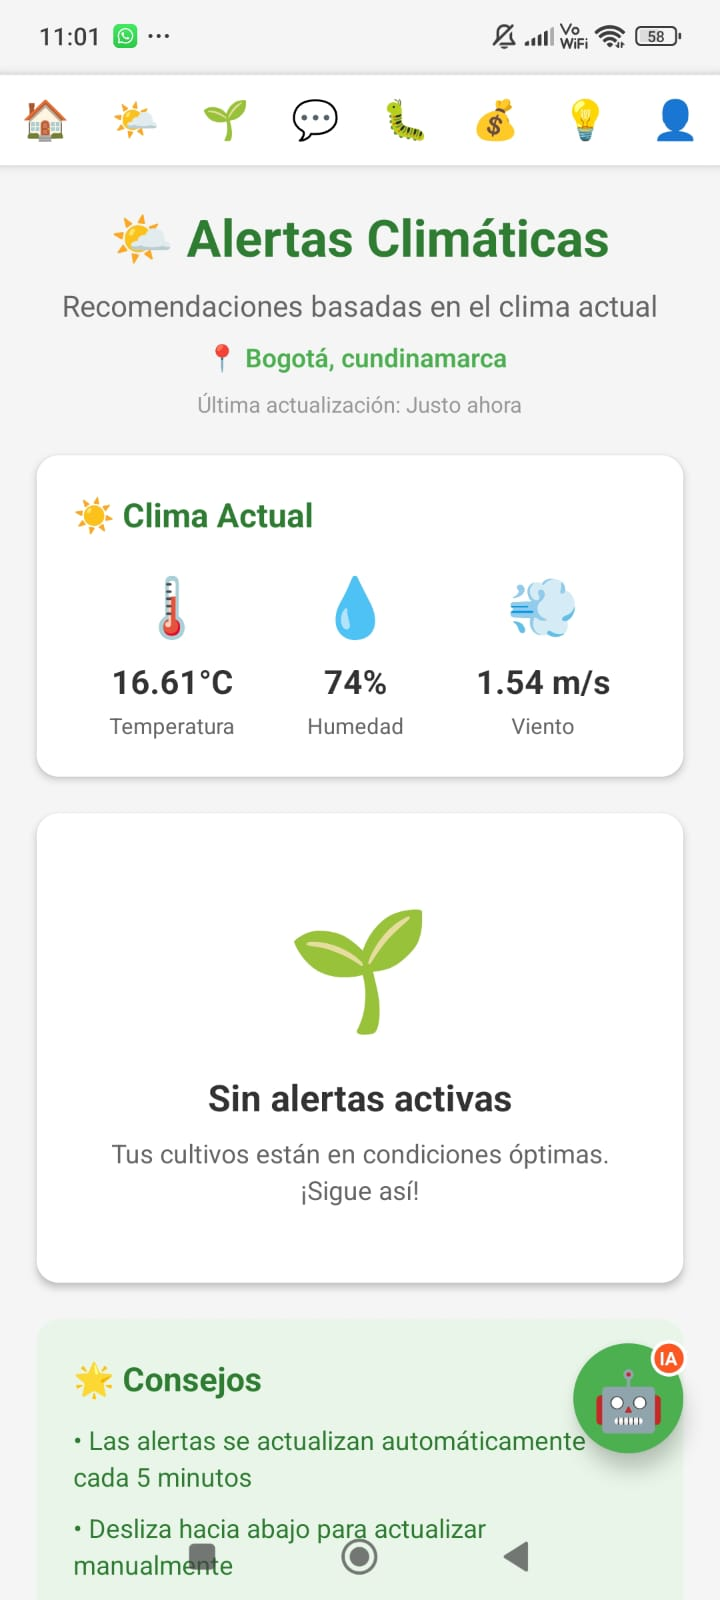 11:01
Vo
WiFi
58
Alertas Climáticas
Recomendaciones basadas en el clima actual
Bogotá, cundinamarca
Última actualización: Justo ahora
Clima Actual
16.61°C
Temperatura
74%
Humedad
1.54 m/s
Viento
Sin alertas activas
Tus cultivos están en condiciones óptimas.
¡Sigue así!
Consejos
IA
• Las alertas se actualizan automáticamente
cada 5 minutos
• Desliza hacia abajo para actualizar
manualmente